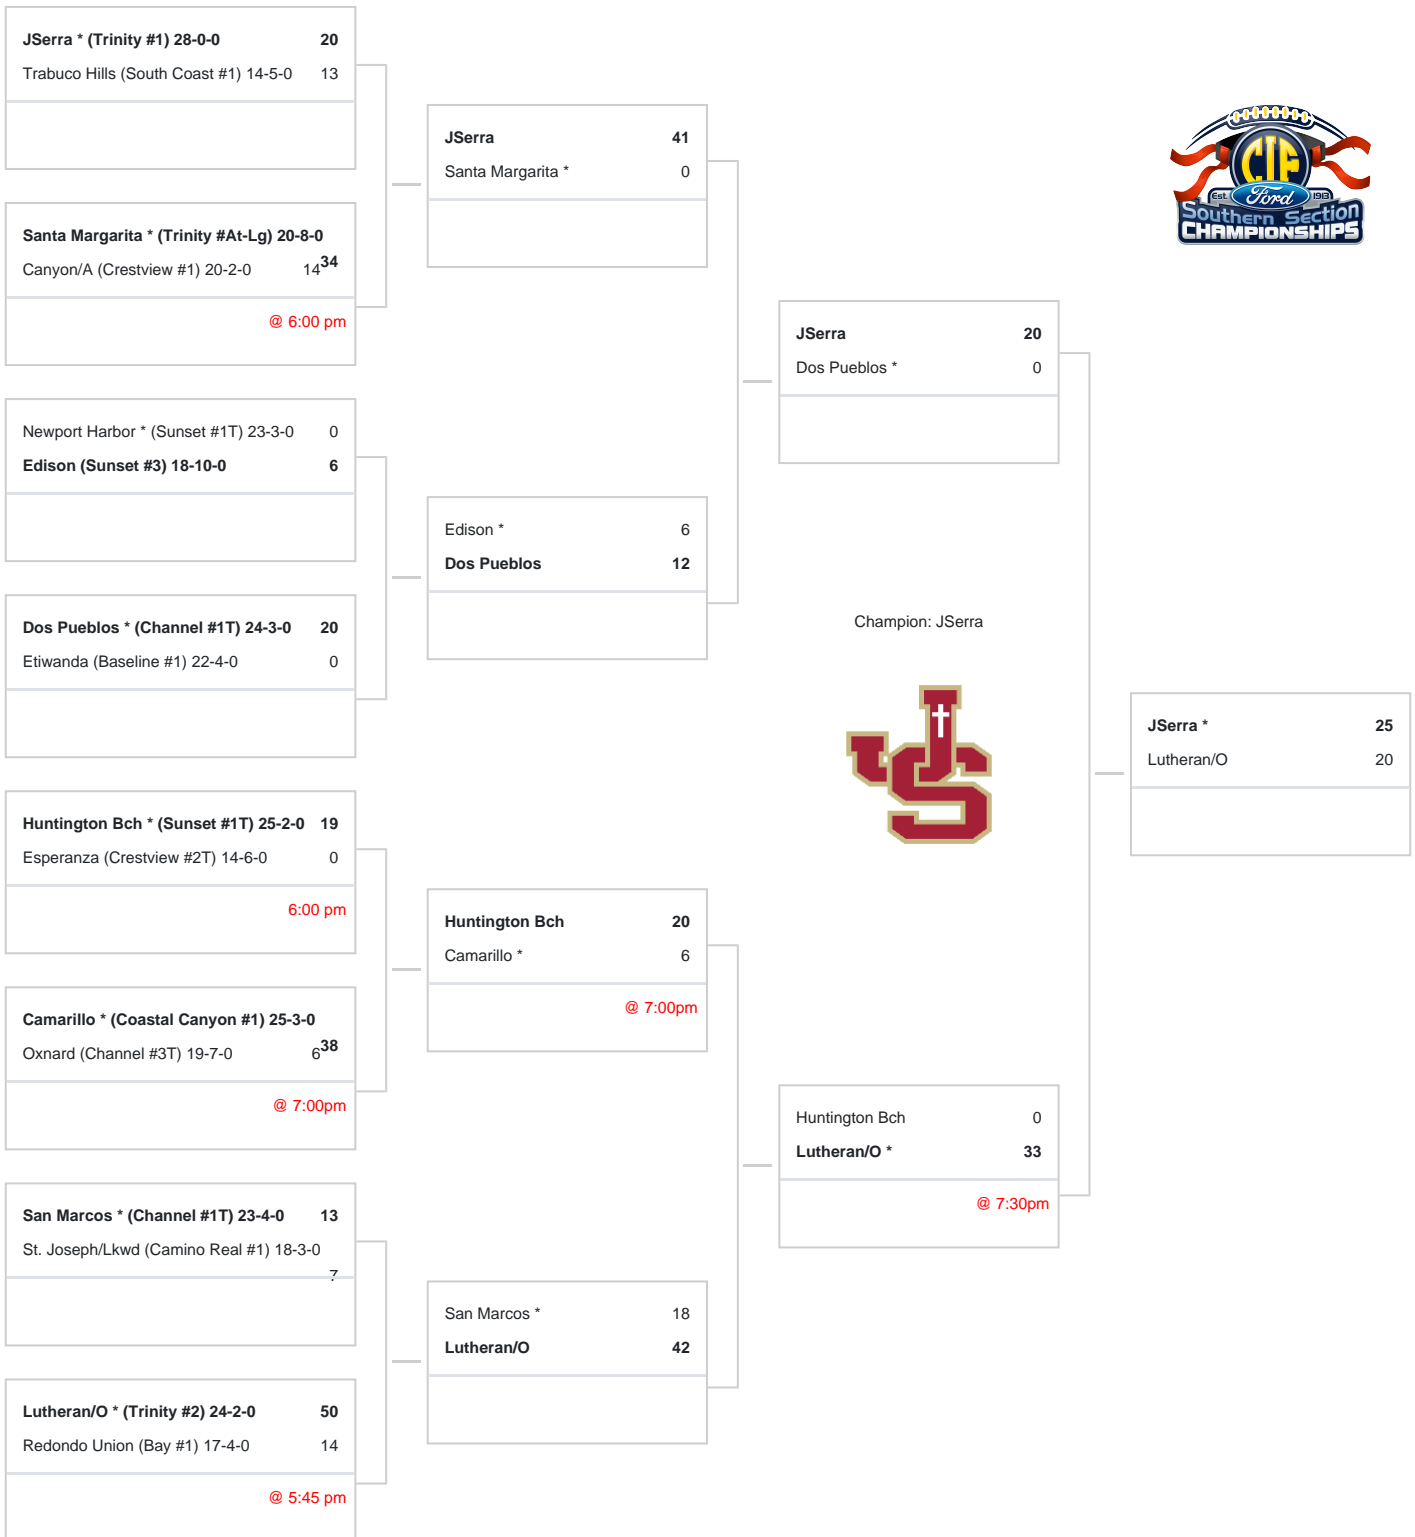 JSerra * (Trinity #1) 28-0-0 20
Trabuco Hills (South Coast #1) 14-5-0 13
Santa Margarita * (Trinity #At-Lg) 20-8-0 34
Canyon/A (Crestview #1) 20-2-0 14
@ 6:00 pm
Newport Harbor * (Sunset #1T) 23-3-0 0
Edison (Sunset #3) 18-10-0 6
Dos Pueblos * (Channel #1T) 24-3-0 20
Etiwanda (Baseline #1) 22-4-0 0
Huntington Bch * (Sunset #1T) 25-2-0 19
Esperanza (Crestview #2T) 14-6-0 0
6:00 pm
Camarillo * (Coastal Canyon #1) 25-3-0 38
Oxnard (Channel #3T) 19-7-0 6
@ 7:00pm
San Marcos * (Channel #1T) 23-4-0 13
St. Joseph/Lkwd (Camino Real #1) 18-3-0
7
Lutheran/O * (Trinity #2) 24-2-0 50
Redondo Union (Bay #1) 17-4-0 14
@ 5:45 pm
JSerra 41
Santa Margarita * 0
Edison * 6
Dos Pueblos 12
Huntington Bch 20
Camarillo * 6
@ 7:00pm
San Marcos * 18
Lutheran/O 42
JSerra 20
Dos Pueblos * 0
Huntington Bch 0
Lutheran/O * 33
@ 7:30pm
Champion: JSerra
JS
JSerra * 25
Lutheran/O 20
CIF
Est. Ford 1913
Southern Section
CHAMPIONSHIPS